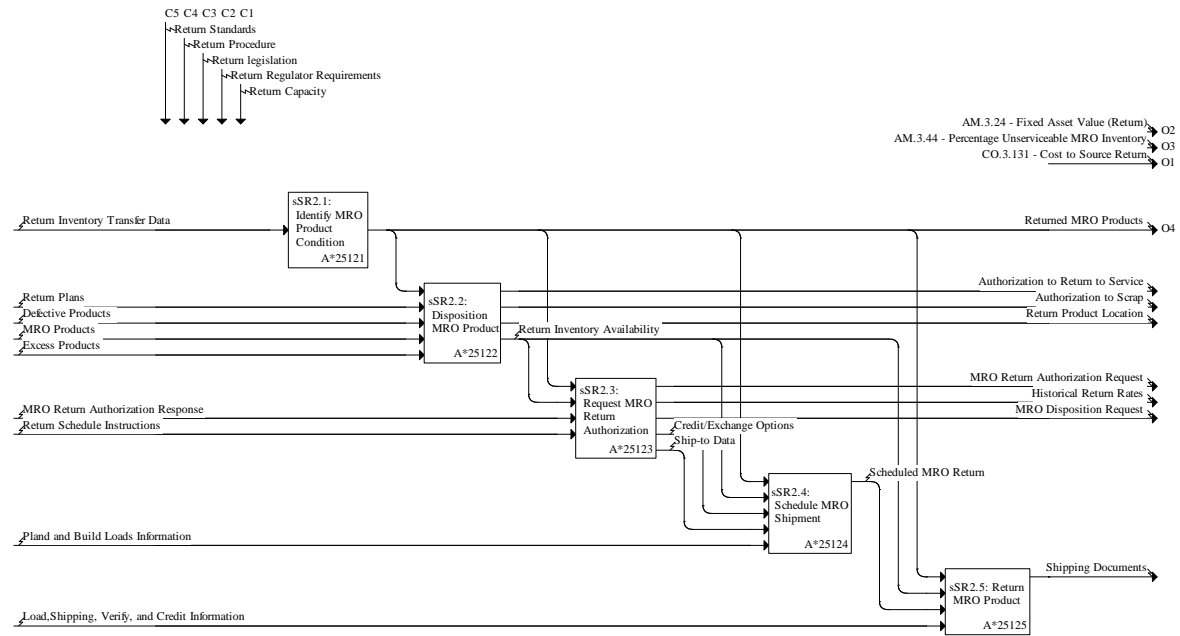 C5 C4 C3 C2 C1
Return Standards
Return Procedure
Return legislation
Return Regulator Requirements
Return Capacity
AM.3.24 - Fixed Asset Value (Return)
O2
AM.3.44 - Percentage Unserviceable MRO Inventory
O3
CO.3.131 - Cost to Source Return
O1
sSR2.1:
Identify MRO
Product
Condition
A*25121
Return Inventory Transfer Data
Returned MRO Products
O4
sSR2.2:
Disposition
MRO Product
A*25122
Return Plans
Defective Products
MRO Products
Excess Products
Authorization to Return to Service
Authorization to Scrap
Return Product Location
Return Inventory Availability
sSR2.3:
Request MRO
Return
Authorization
A*25123
MRO Return Authorization Response
Return Schedule Instructions
MRO Return Authorization Request
Historical Return Rates
MRO Disposition Request
Credit/Exchange Options
Ship-to Data
sSR2.4:
Schedule MRO
Shipment
A*25124
Scheduled MRO Return
Pland and Build Loads Information
sSR2.5: Return
MRO Product
A*25125
Shipping Documents
Load,Shipping, Verify, and Credit Information